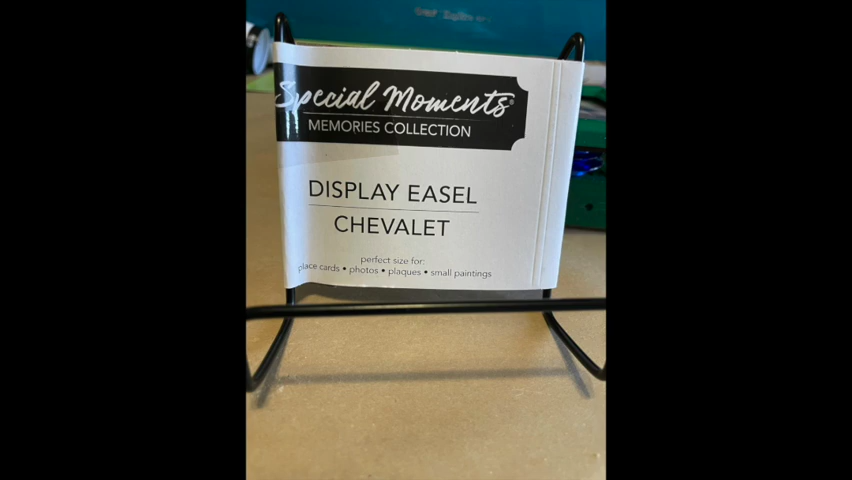 Special Moments®
MEMORIES COLLECTION
DISPLAY EASEL
CHEVALET
perfect size for:
place cards • photos • plaques • small paintings